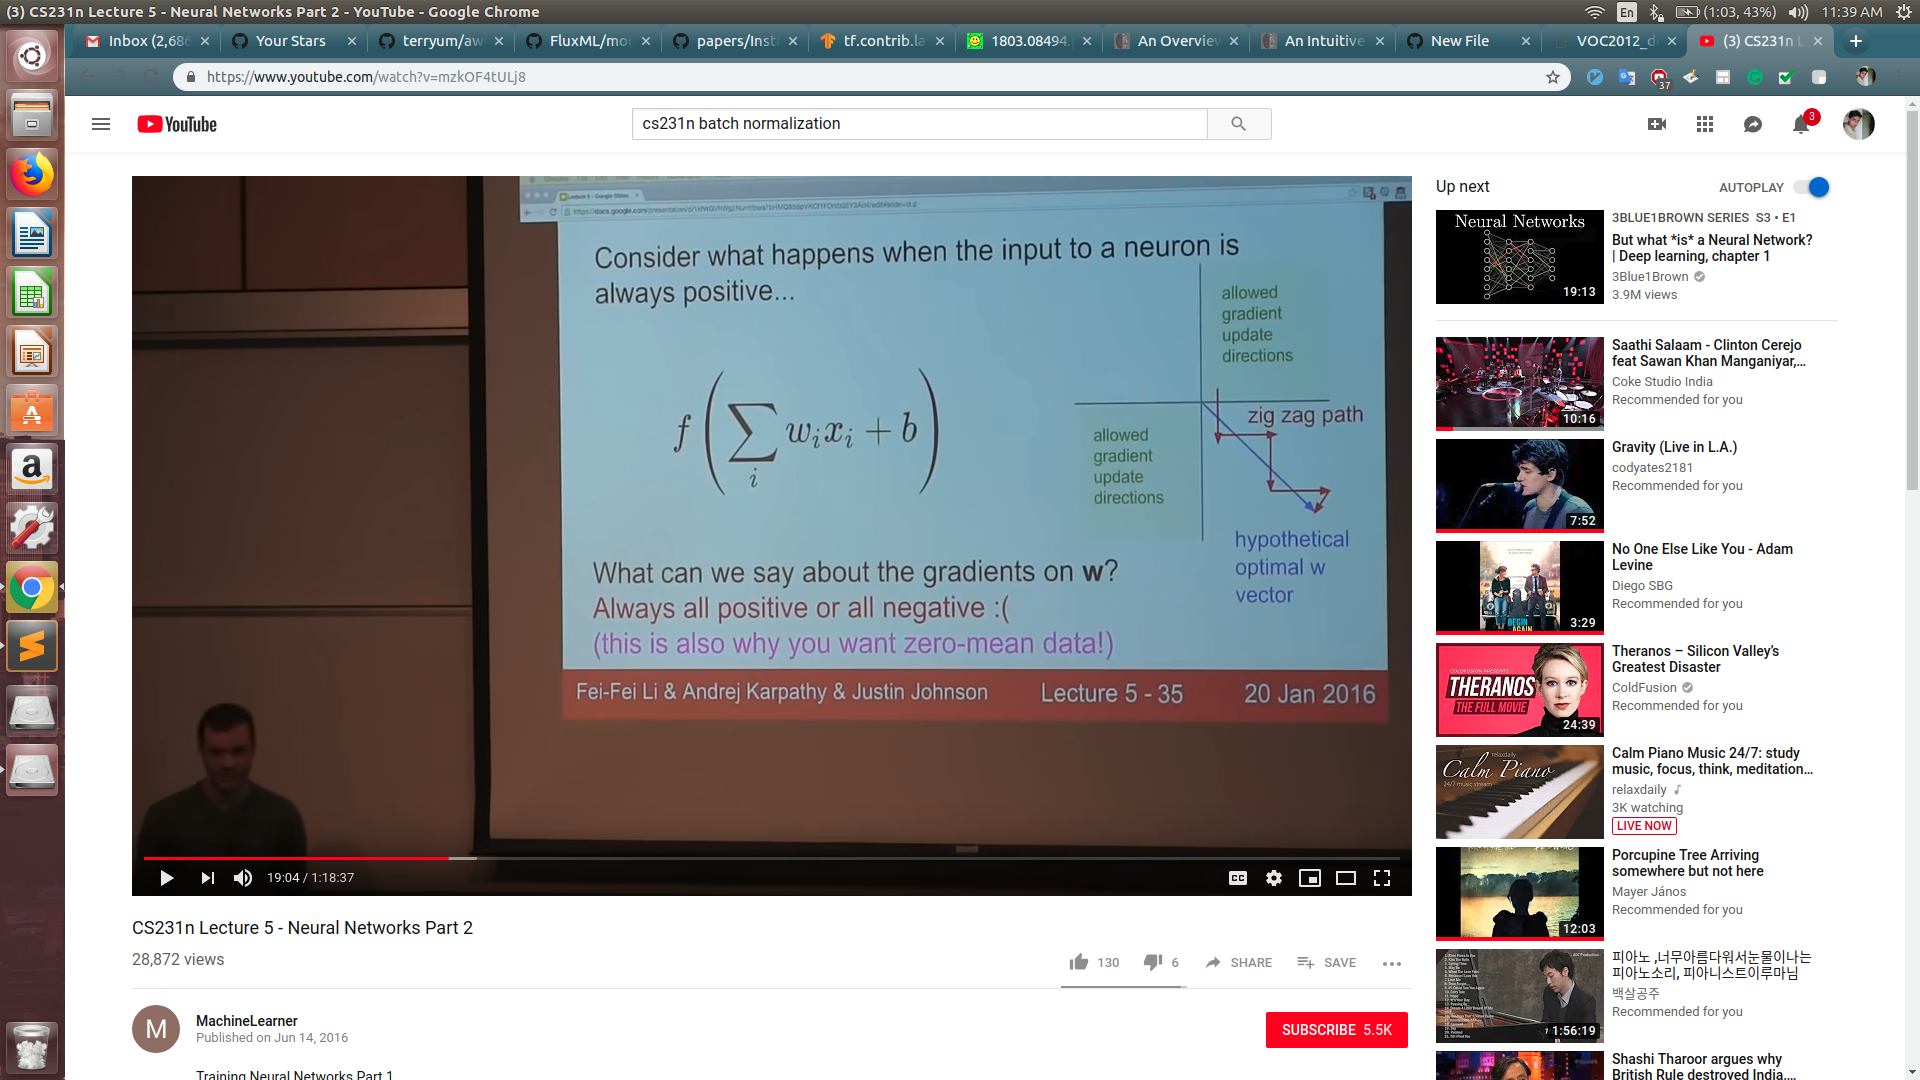 (3) CS231n Lecture 5 - Neural Networks Part 2 - YouTube - Google Chrome
En
(1:03, 43%)
11:39 AM
Inbox (2,686
Your Stars
terryum/aw
FluxML/mo
papers/Inst
tf.contrib.la
1803.08494.
An Overview
An Intuitive
New File
VOC2012_d
(3) CS231n L
https://www.youtube.com/watch?v=mzkOF4tULj8
37
YouTube
cs231n batch normalization
3
Consider what happens when the input to a neuron is
always positive...
allowed
gradient
update
directions
f(∑ᵢ wᵢxᵢ + b)
zig zag path
allowed
gradient
update
directions
hypothetical
optimal w
vector
What can we say about the gradients on w?
Always all positive or all negative :(
(this is also why you want zero-mean data!)
Fei-Fei Li & Andrej Karpathy & Justin Johnson
Lecture 5 - 35
20 Jan 2016
19:04 / 1:18:37
CC
CS231n Lecture 5 - Neural Networks Part 2
28,872 views
130
6
SHARE
SAVE
M
MachineLearner
Published on Jun 14, 2016
SUBSCRIBE 5.5K
Training Neural Networks Part 1
Up next
AUTOPLAY
Neural Networks
19:13
3BLUE1BROWN SERIES S3 • E1
But what *is* a Neural Network?
| Deep learning, chapter 1
3Blue1Brown
3.9M views
10:16
Saathi Salaam - Clinton Cerejo
feat Sawan Khan Manganiyar,...
Coke Studio India
Recommended for you
7:52
Gravity (Live in L.A.)
codyates2181
Recommended for you
BEGIN
AGAIN
3:29
No One Else Like You - Adam
Levine
Diego SBG
Recommended for you
THERANOS
THE FULL MOVIE
24:39
Theranos – Silicon Valley's
Greatest Disaster
ColdFusion
Recommended for you
relaxdaily
Calm Piano
24/7 music stream
Calm Piano Music 24/7: study
music, focus, think, meditation...
relaxdaily
3K watching
LIVE NOW
12:03
Porcupine Tree Arriving
somewhere but not here
Mayer János
Recommended for you
1:56:19
피아노 ,너무아름다워서눈물이나는
피아노소리, 피아니스트이루마님
백살공주
Recommended for you
Shashi Tharoor argues why
British Rule destroyed India....